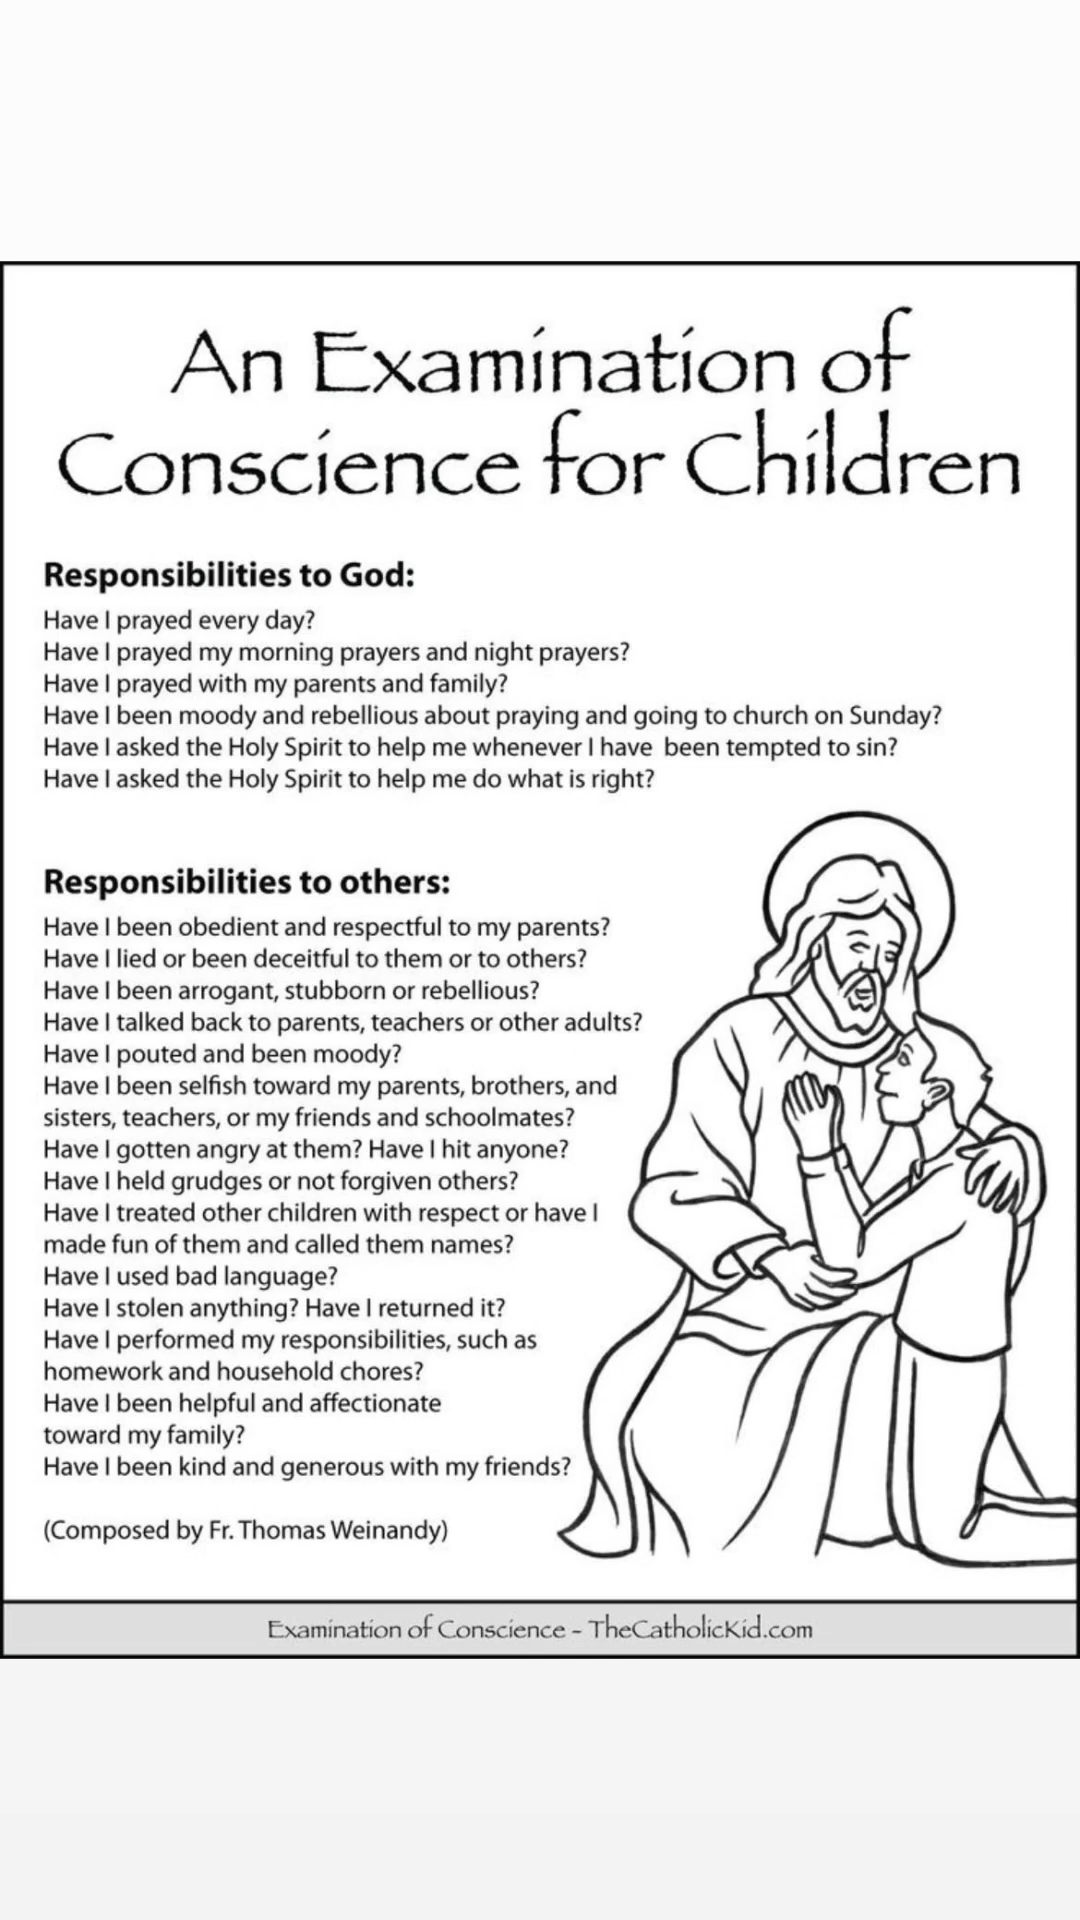 An Examination of
Conscience for Children
Responsibilities to God:
Have I prayed every day?
Have I prayed my morning prayers and night prayers?
Have I prayed with my parents and family?
Have I been moody and rebellious about praying and going to church on Sunday?
Have I asked the Holy Spirit to help me whenever I have been tempted to sin?
Have I asked the Holy Spirit to help me do what is right?
Responsibilities to others:
Have I been obedient and respectful to my parents?
Have I lied or been deceitful to them or to others?
Have I been arrogant, stubborn or rebellious?
Have I talked back to parents, teachers or other adults?
Have I pouted and been moody?
Have I been selfish toward my parents, brothers, and
sisters, teachers, or my friends and schoolmates?
Have I gotten angry at them? Have I hit anyone?
Have I held grudges or not forgiven others?
Have I treated other children with respect or have I
made fun of them and called them names?
Have I used bad language?
Have I stolen anything? Have I returned it?
Have I performed my responsibilities, such as
homework and household chores?
Have I been helpful and affectionate
toward my family?
Have I been kind and generous with my friends?
(Composed by Fr. Thomas Weinandy)
Examination of Conscience - TheCatholicKid.com